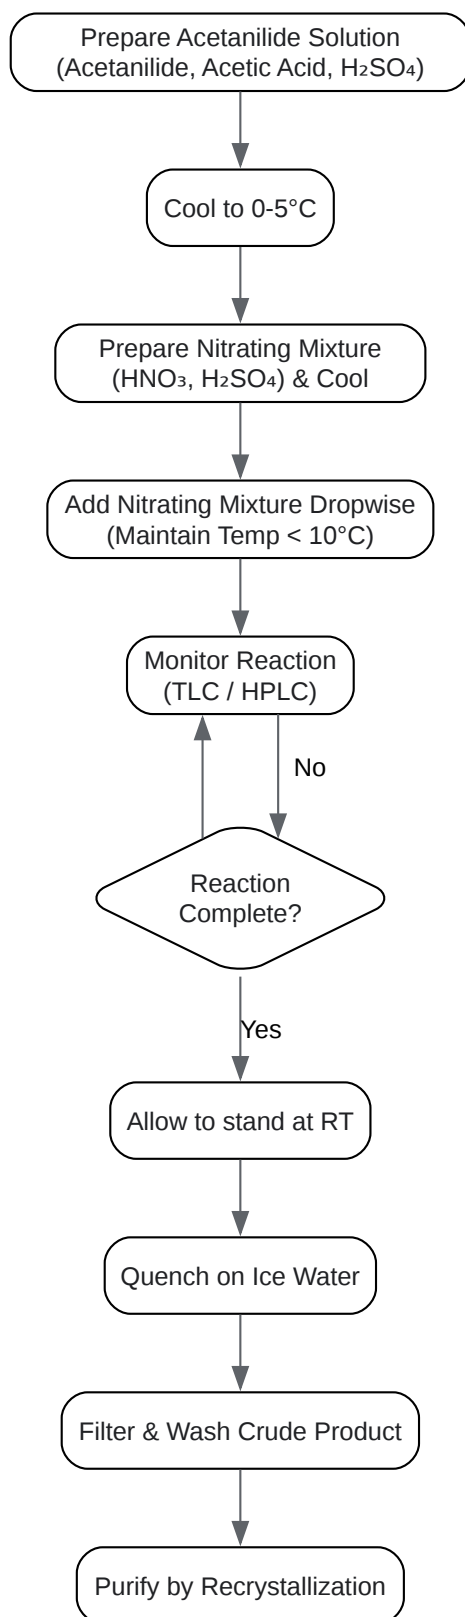 Prepare Acetanilide Solution
(Acetanilide, Acetic Acid, H₂SO₄)
Cool to 0-5°C
Prepare Nitrating Mixture
(HNO₃, H₂SO₄) & Cool
Add Nitrating Mixture Dropwise
(Maintain Temp < 10°C)
Monitor Reaction
(TLC / HPLC)
No
Reaction
Complete?
Yes
Allow to stand at RT
Quench on Ice Water
Filter & Wash Crude Product
Purify by Recrystallization